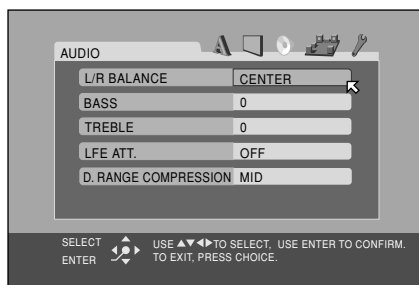 AUDIO
L/R BALANCE CENTER
BASS 0
TREBLE 0
LFE ATT. OFF
D. RANGE COMPRESSION MID
SELECT
ENTER
USE ▲▼◀▶TO SELECT, USE ENTER TO CONFIRM.
TO EXIT, PRESS CHOICE.